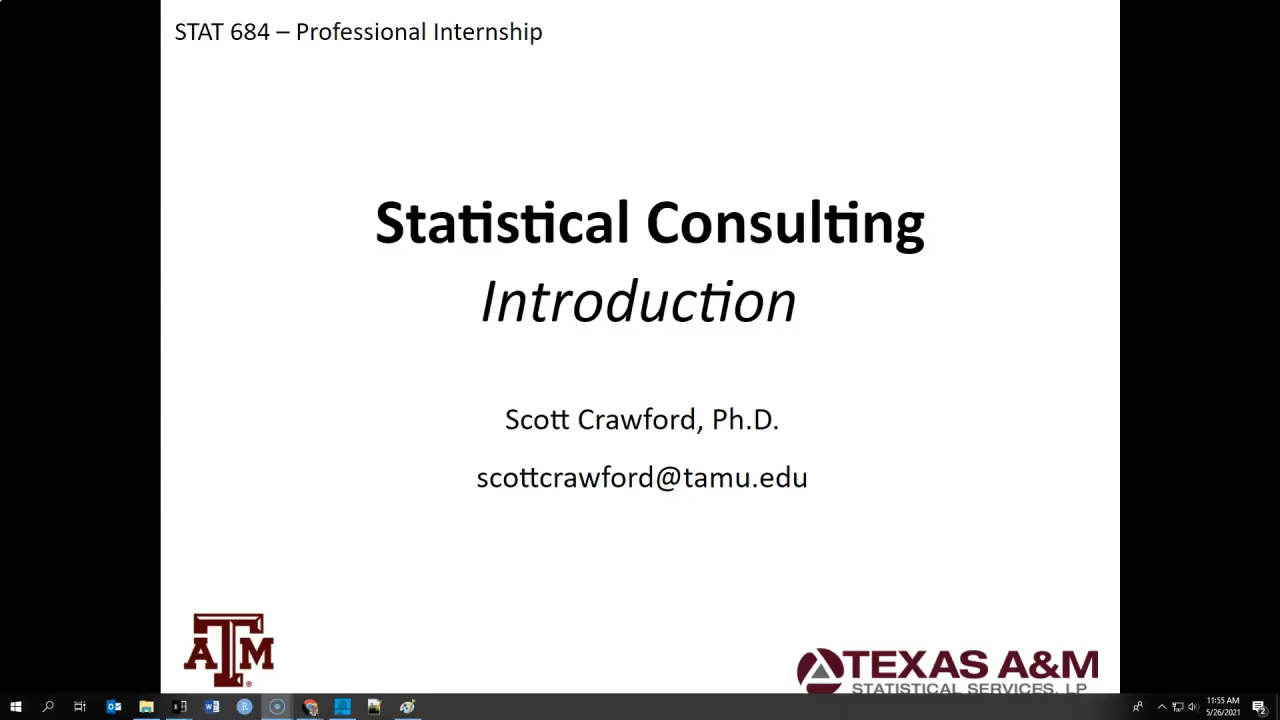 STAT 684 – Professional Internship
Statistical Consulting
Introduction
Scott Crawford, Ph.D.
scottcrawford@tamu.edu
ATM
TEXAS A&M
STATISTICAL SERVICES, LP
11:55 AM
5/26/2021